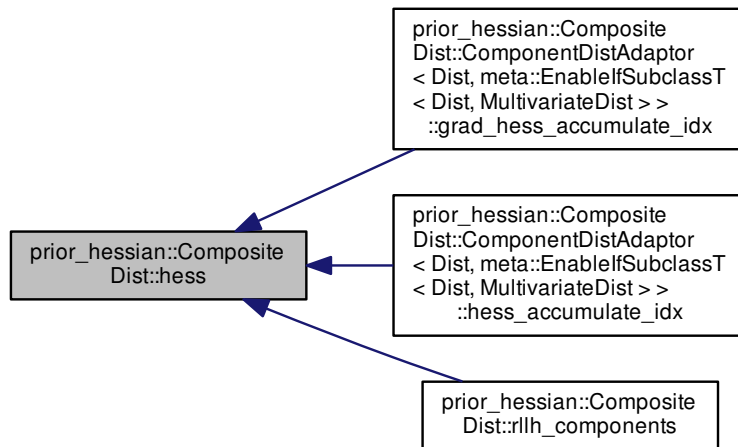 prior_hessian::Composite
Dist::ComponentDistAdaptor
< Dist, meta::EnableIfSubclassT
< Dist, MultivariateDist > >
::grad_hess_accumulate_idx
prior_hessian::Composite
Dist::hess
prior_hessian::Composite
Dist::ComponentDistAdaptor
< Dist, meta::EnableIfSubclassT
< Dist, MultivariateDist > >
::hess_accumulate_idx
prior_hessian::Composite
Dist::rllh_components